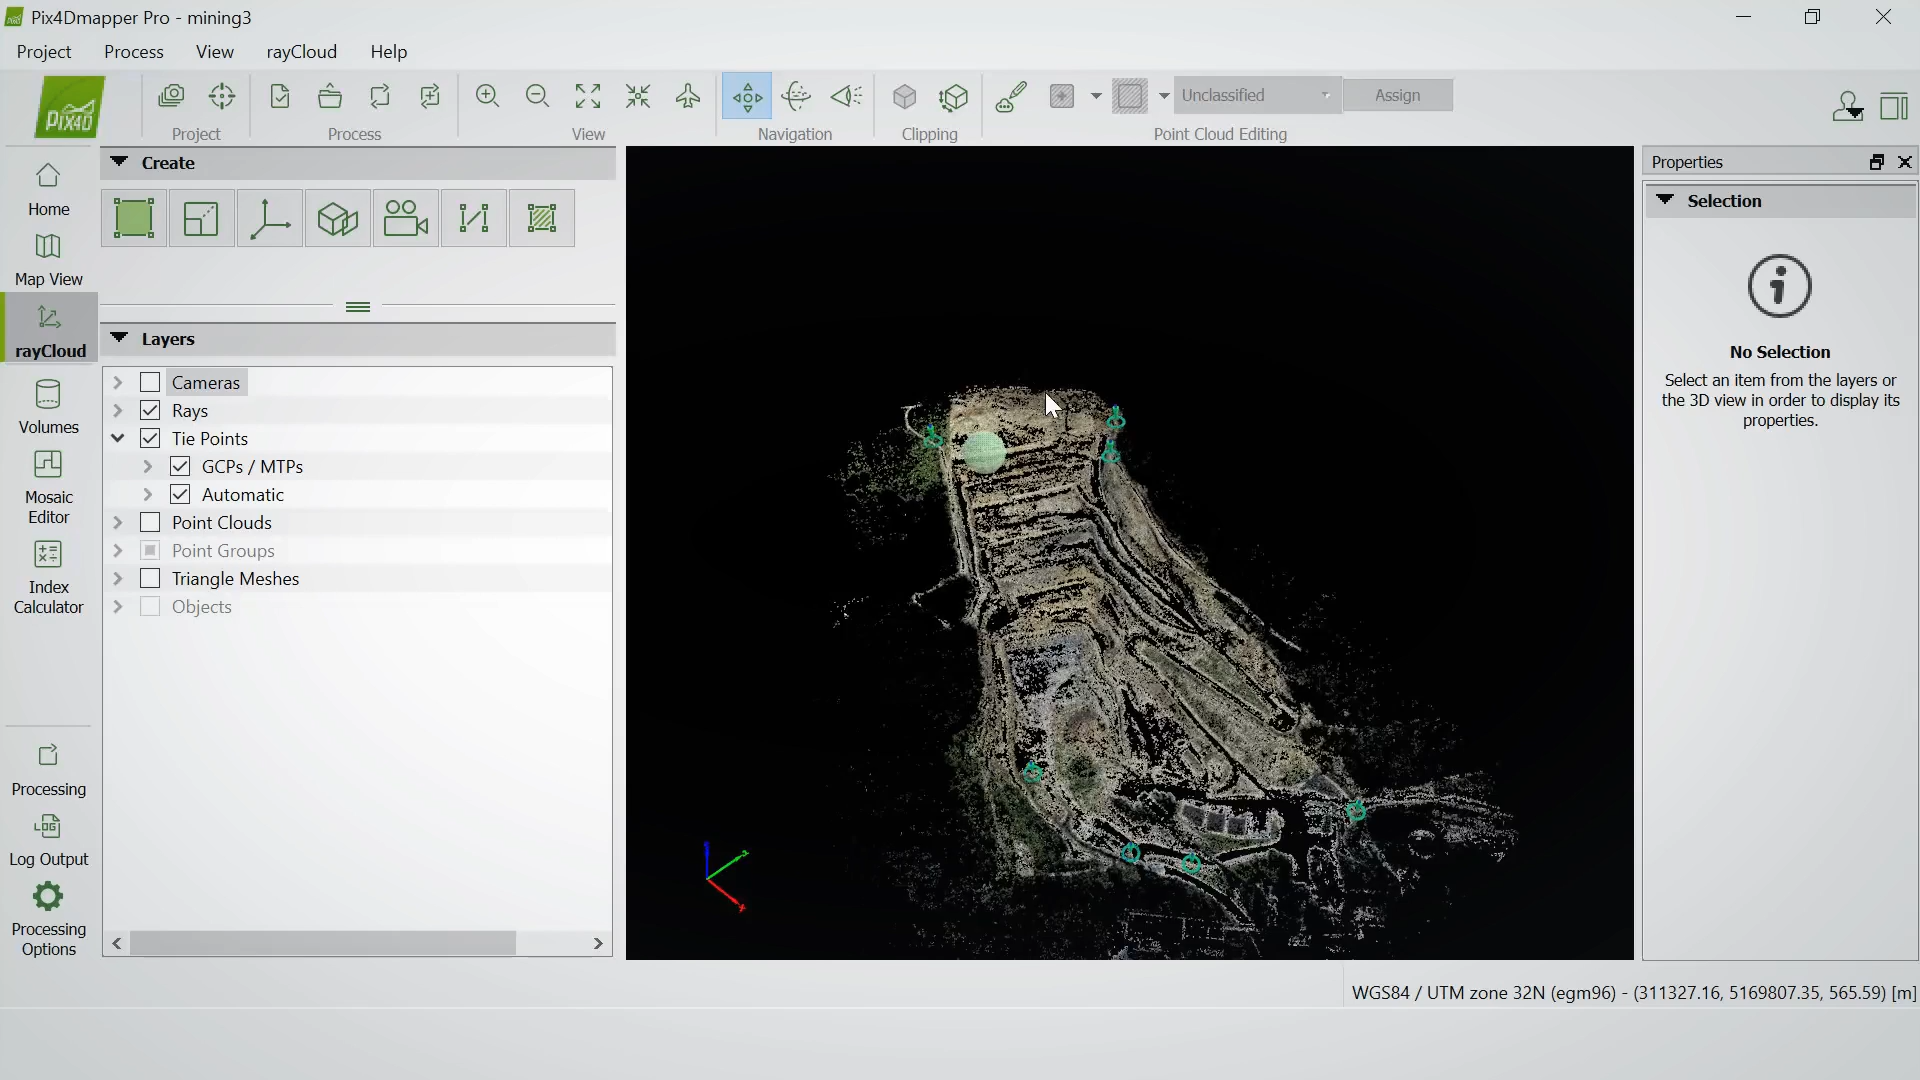 Pix4Dmapper Pro - mining3
Project Process View rayCloud Help
PIX4D
Unclassified
Assign
Project
Process
View
Navigation
Clipping
Point Cloud Editing
Home
Map View
rayCloud
Volumes
Mosaic
Editor
Index
Calculator
Processing
LOG
Log Output
Processing
Options
Create
Layers
Cameras
Rays
Tie Points
GCPs / MTPs
Automatic
Point Clouds
Point Groups
Triangle Meshes
Objects
Properties
Selection
No Selection
Select an item from the layers or
the 3D view in order to display its
properties.
WGS84 / UTM zone 32N (egm96) - (311327.16, 5169807.35, 565.59) [m]